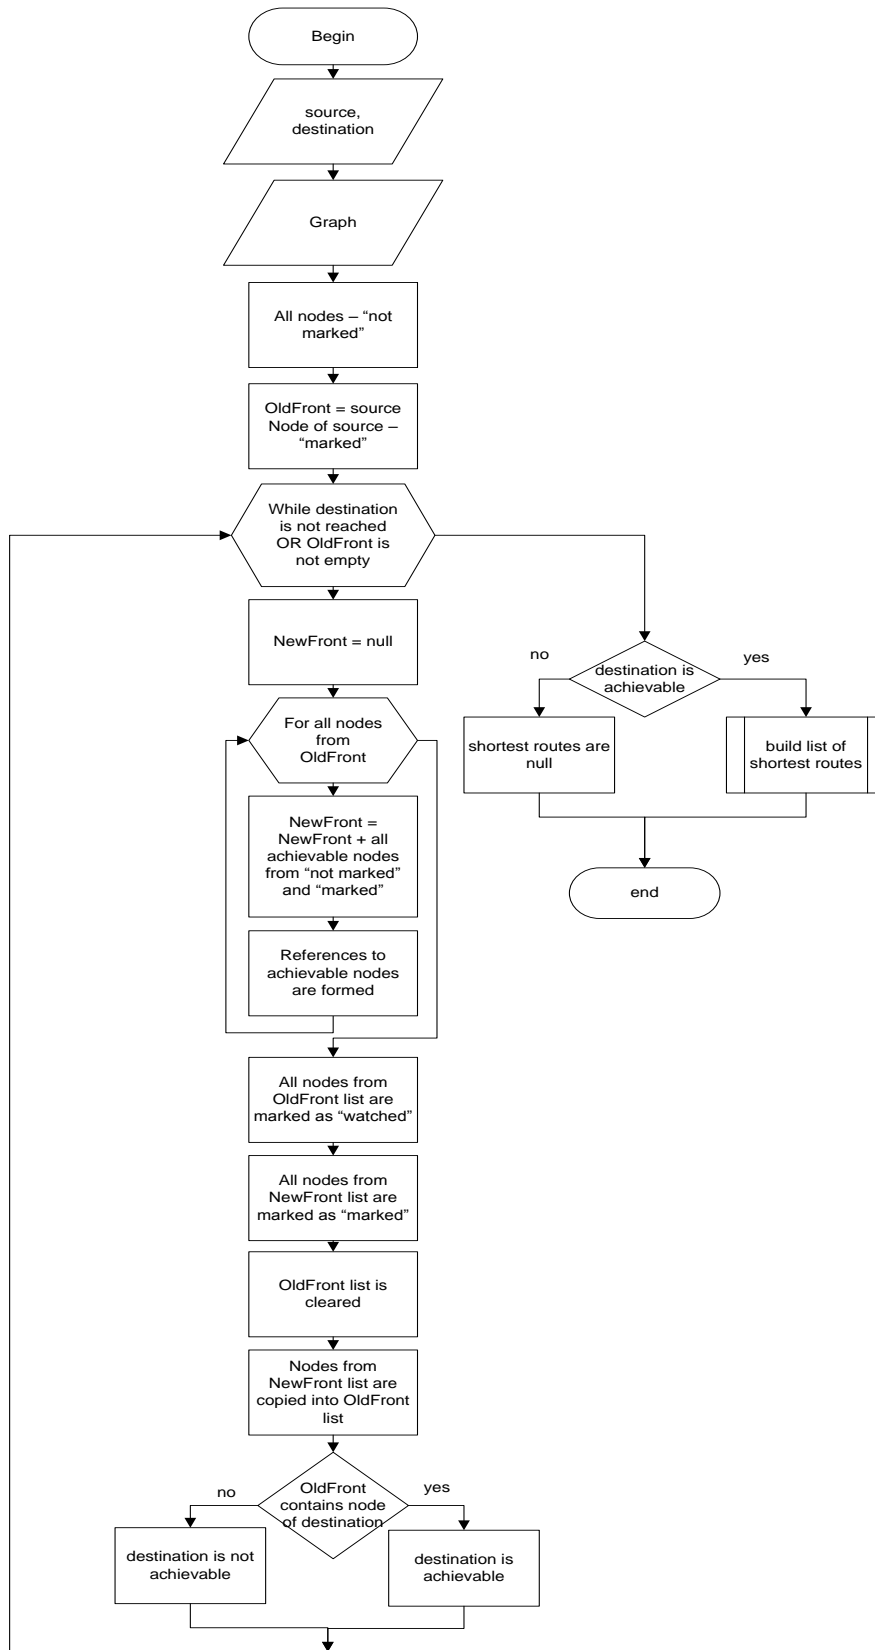 Begin
source,
destination
Graph
All nodes – “not
marked”
OldFront = source
Node of source –
“marked”
While destination
is not reached
OR OldFront is
not empty
NewFront = null
no
destination is
achievable
yes
For all nodes
from
OldFront
shortest routes are
null
build list of
shortest routes
NewFront =
NewFront + all
achievable nodes
from “not marked”
and “marked”
end
References to
achievable nodes
are formed
All nodes from
OldFront list are
marked as “watched”
All nodes from
NewFront list are
marked as “marked”
OldFront list is
cleared
Nodes from
NewFront list are
copied into OldFront
list
no
OldFront
contains node
of destination
yes
destination is not
achievable
destination is
achievable